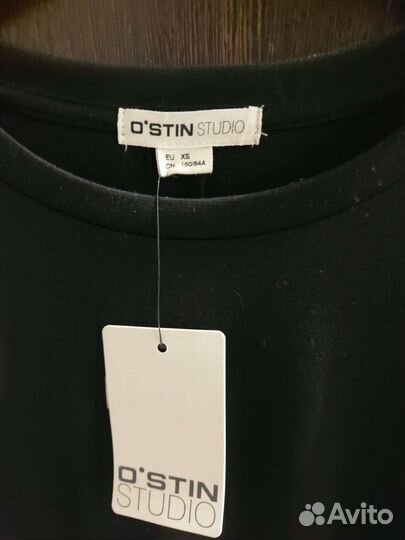 O'STIN STUDIO
EU XS
CN 160/84A
O'STIN
STUDIO
Avito